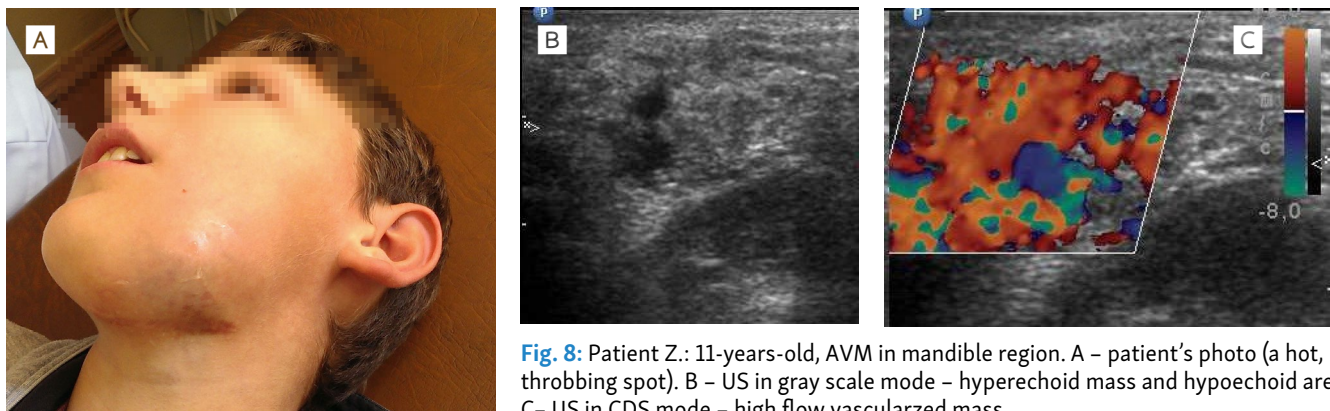 A
P
B
P
C
-8,0
Fig. 8: Patient Z.: 11-years-old, AVM in mandible region. A – patient’s photo (a hot,
throbbing spot). B – US in gray scale mode – hyperechoid mass and hypoechoid are
C– US in CDS mode – high flow vascularzed mass